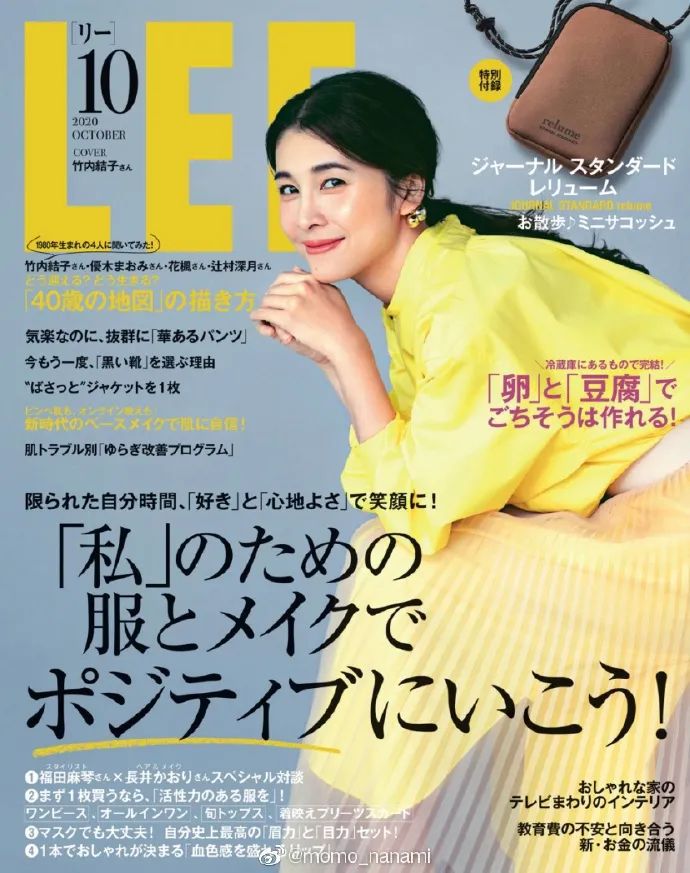 LEE
[リー]
10
2020
OCTOBER
COVER
竹内結子さん
特別
付録
relume
ジャーナル スタンダード
レリューム
JOURNAL STANDARD relume
お散歩♪ミニサコッシュ
1980年生まれの4人に聞いてみた!
竹内結子さん・優木まおみさん・花楓さん・辻村深月さん
どう迎える?どう生きる?
「40歳の地図」の描き方
気楽なのに、抜群に「華あるパンツ」
今もう一度、「黒い靴」を選ぶ理由
“ばさっと”ジャケットを1枚
新時代のベースメイクで肌に自信!
肌トラブル別「ゆらぎ改善プログラム」
冷蔵庫にあるもので完結!
「卵」と「豆腐」で
ごちそうは作れる!
限られた自分時間、「好き」と「心地よさ」で笑顔に!
「私」のための
服とメイクで
ポジティブにいこう!
スタイリスト ヘア&メイク
❶福田麻琴さん×長井かおりさんスペシャル対談
❷まず1枚買うなら、「活性力のある服を」!
ワンピース、オールインワン、旬トップス、着映えプリーツスカート
❸マスクでも大丈夫! 自分史上最高の「眉力」と「目力」セット!
❹1本でおしゃれが決まる「血色感を盛れるリップ」
おしゃれな家の
テレビまわりのインテリア
教育費の不安と向き合う
新・お金の流儀
@momo_nanami